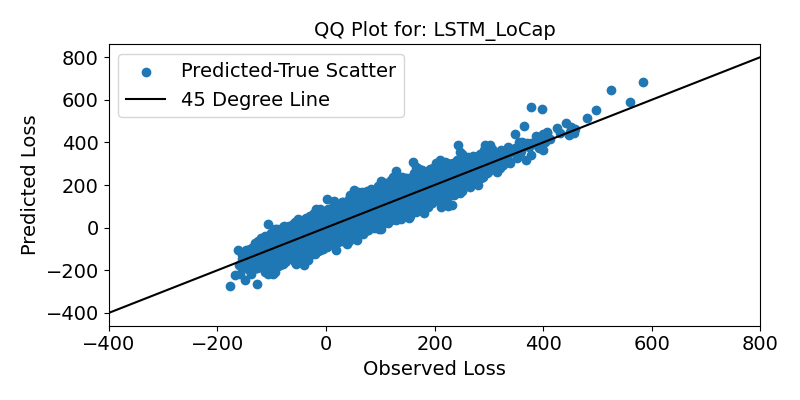 QQ Plot for: LSTM_LoCap
Predicted-True Scatter
45 Degree Line
Predicted Loss
800
600
400
200
0
−200
−400
−400
−200
0
200
400
600
800
Observed Loss